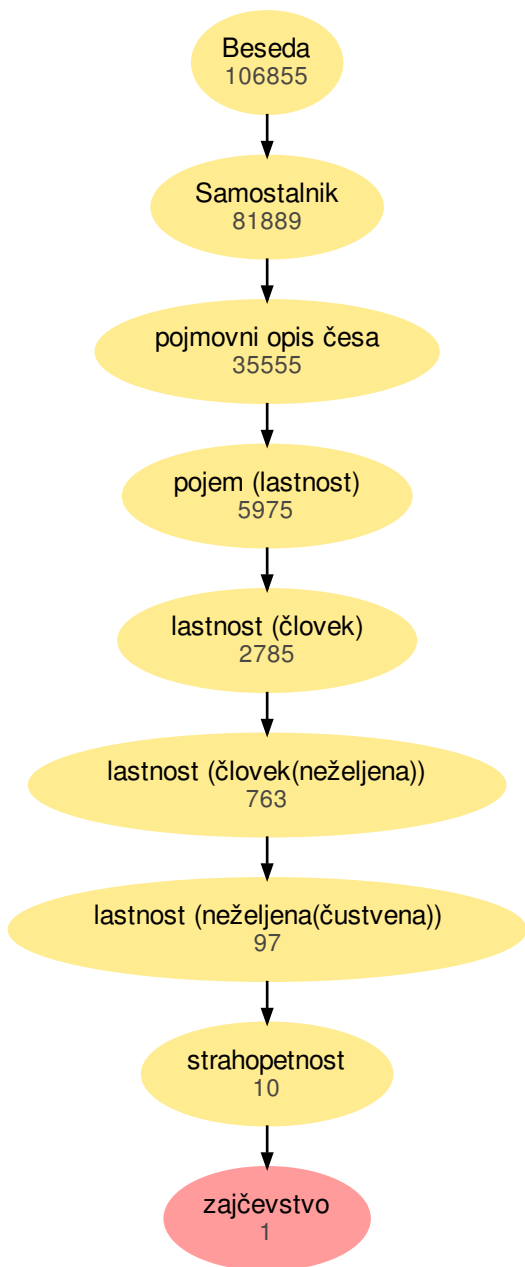 Beseda
106855
Samostalnik
81889
pojmovni opis česa
35555
pojem (lastnost)
5975
lastnost (človek)
2785
lastnost (človek(neželjena))
763
lastnost (neželjena(čustvena))
97
strahopetnost
10
zajčevstvo
1